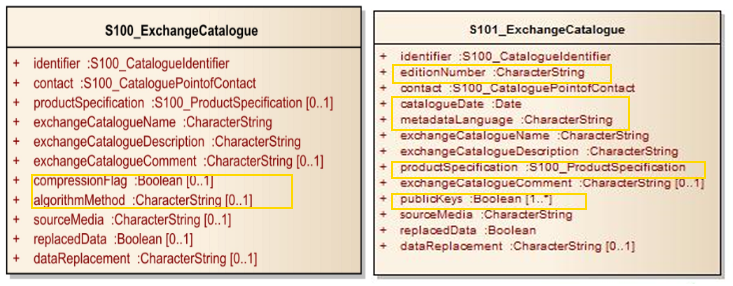 S100_ExchangeCatalogue
+ identifier :S100_CatalogueIdentifier
+ contact :S100_CataloguePointofContact
+ productSpecification :S100_ProductSpecification [0..1]
+ exchangeCatalogueName :CharacterString
+ exchangeCatalogueDescription :CharacterString
+ exchangeCatalogueComment :CharacterString [0..1]
+ compressionFlag :Boolean [0..1]
+ algorithmMethod :CharacterString [0..1]
+ sourceMedia :CharacterString [0..1]
+ replacedData :Boolean [0..1]
+ dataReplacement :CharacterString [0..1]
S101_ExchangeCatalogue
+ identifier :S100_CatalogueIdentifier
+ editionNumber :CharacterString
+ contact :S100_CataloguePointofContact
+ catalogueDate :Date
+ metadataLanguage :CharacterString
+ exchangeCatalogueName :CharacterString
+ exchangeCatalogueDescription :CharacterString
+ productSpecification :S100_ProductSpecification
+ exchangeCatalogueComment :CharacterString [0..1]
+ publicKeys :Boolean [1..*]
+ sourceMedia :CharacterString
+ replacedData :Boolean
+ dataReplacement :CharacterString [0..1]